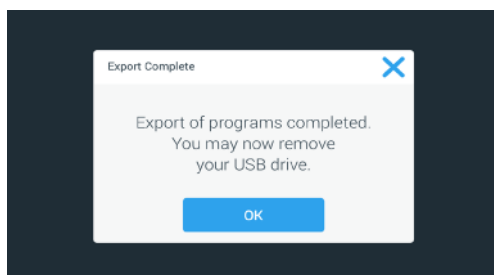 Export Complete
Export of programs completed.
You may now remove
your USB drive.
OK